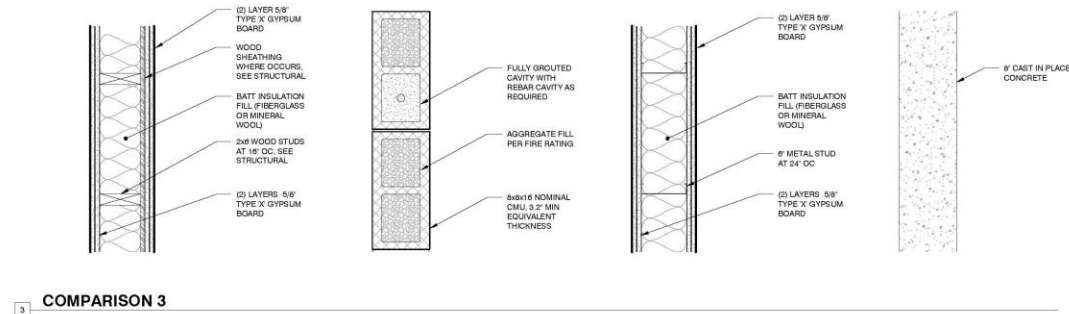 (2) LAYER 5/8"
TYPE 'X' GYPSUM
BOARD
WOOD
SHEATHING
WHERE OCCURS,
SEE STRUCTURAL
BATT INSULATION
FILL (FIBERGLASS
OR MINERAL
WOOL)
2x6 WOOD STUDS
AT 16" OC, SEE
STRUCTURAL
(2) LAYERS 5/8"
TYPE 'X' GYPSUM
BOARD
FULLY GROUTED
CAVITY WITH
REBAR CAVITY AS
REQUIRED
AGGREGATE FILL
PER FIRE RATING
8x8x16 NOMINAL
CMU, 3.2" MIN
EQUIVALENT
THICKNESS
(2) LAYER 5/8"
TYPE 'X' GYPSUM
BOARD
BATT INSULATION
FILL (FIBERGLASS
OR MINERAL
WOOL)
6" METAL STUD
AT 24" OC
(2) LAYERS 5/8"
TYPE 'X' GYPSUM
BOARD
8" CAST IN PLACE
CONCRETE
3 COMPARISON 3